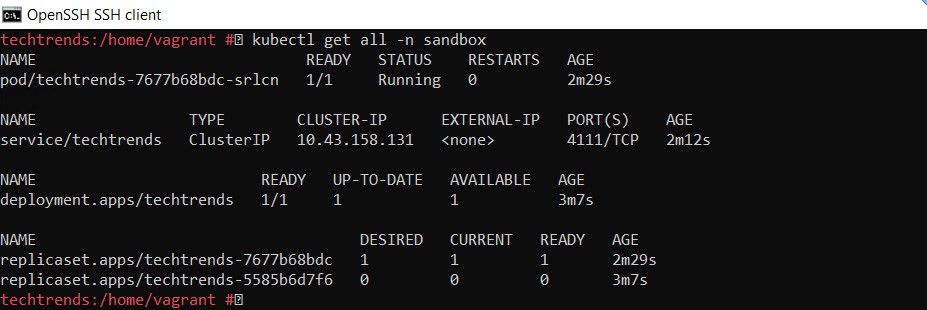 OpenSSH SSH client
techtrends:/home/vagrant # kubectl get all -n sandbox
NAME READY STATUS RESTARTS AGE
pod/techtrends-7677b68bdc-srlcn 1/1 Running 0 2m29s
NAME TYPE CLUSTER-IP EXTERNAL-IP PORT(S) AGE
service/techtrends ClusterIP 10.43.158.131 <none> 4111/TCP 2m12s
NAME READY UP-TO-DATE AVAILABLE AGE
deployment.apps/techtrends 1/1 1 1 3m7s
NAME DESIRED CURRENT READY AGE
replicaset.apps/techtrends-7677b68bdc 1 1 1 2m29s
replicaset.apps/techtrends-5585b6d7f6 0 0 0 3m7s
techtrends:/home/vagrant #